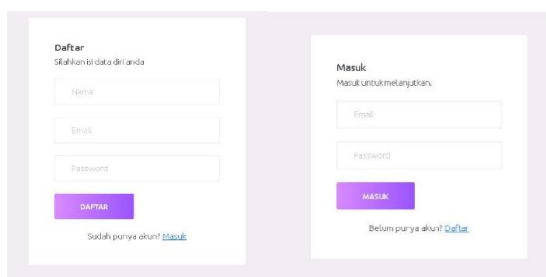 Daftar
Silahkan isi data diri anda
Nama
Email
Password
DAFTAR
Sudah punya akun? Masuk
Masuk
Masuk untuk melanjutkan.
Email
Password
MASUK
Belum punya akun? Daftar